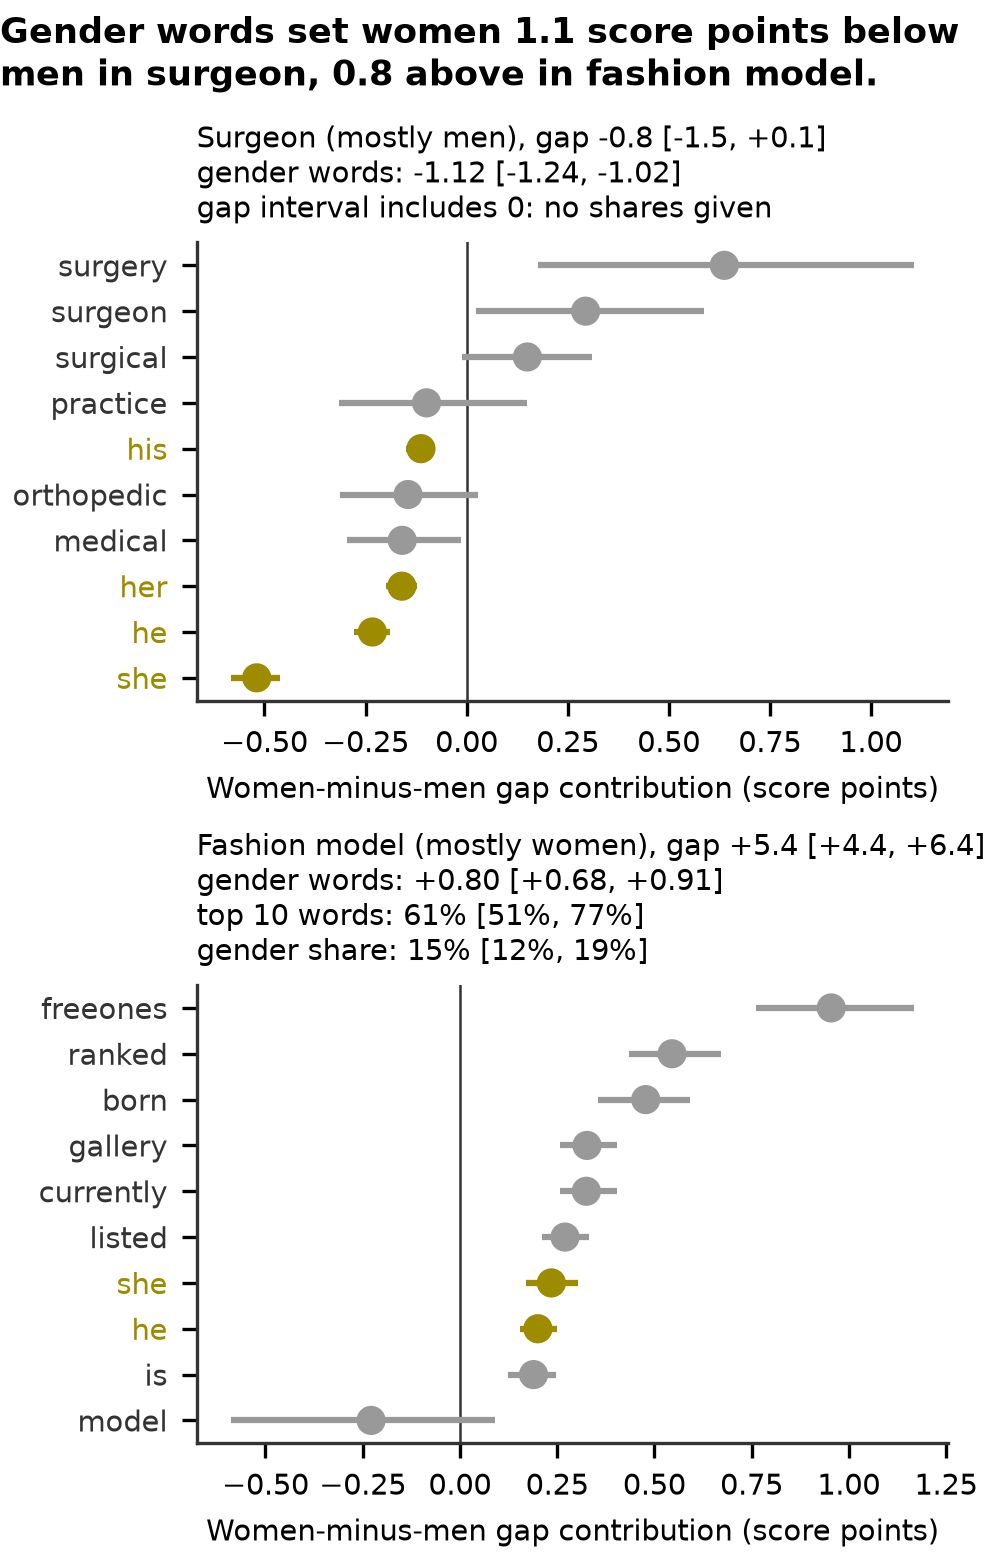 Gender words set women 1.1 score points below
men in surgeon, 0.8 above in fashion model.
Surgeon (mostly men), gap -0.8 [-1.5, +0.1]
gender words: -1.12 [-1.24, -1.02]
gap interval includes 0: no shares given
surgery
surgeon
surgical
practice
his
orthopedic
medical
her
he
she
−0.50 −0.25 0.00 0.25 0.50 0.75 1.00
Women-minus-men gap contribution (score points)
Fashion model (mostly women), gap +5.4 [+4.4, +6.4]
gender words: +0.80 [+0.68, +0.91]
top 10 words: 61% [51%, 77%]
gender share: 15% [12%, 19%]
freeones
ranked
born
gallery
currently
listed
she
he
is
model
−0.50 −0.25 0.00 0.25 0.50 0.75 1.00 1.25
Women-minus-men gap contribution (score points)